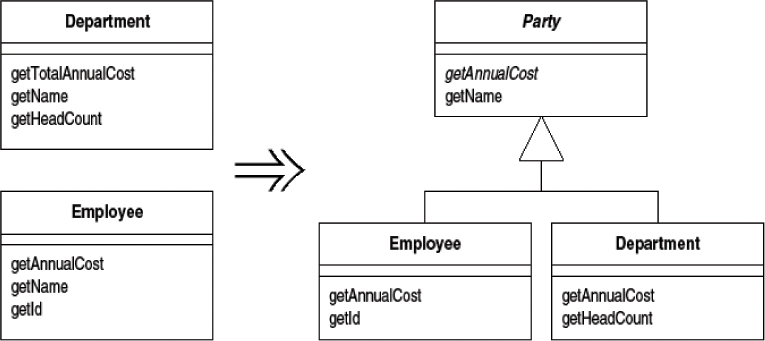 Department
getTotalAnnualCost
getName
getHeadCount
Employee
getAnnualCost
getName
getId
Party
getAnnualCost
getName
Employee
getAnnualCost
getId
Department
getAnnualCost
getHeadCount